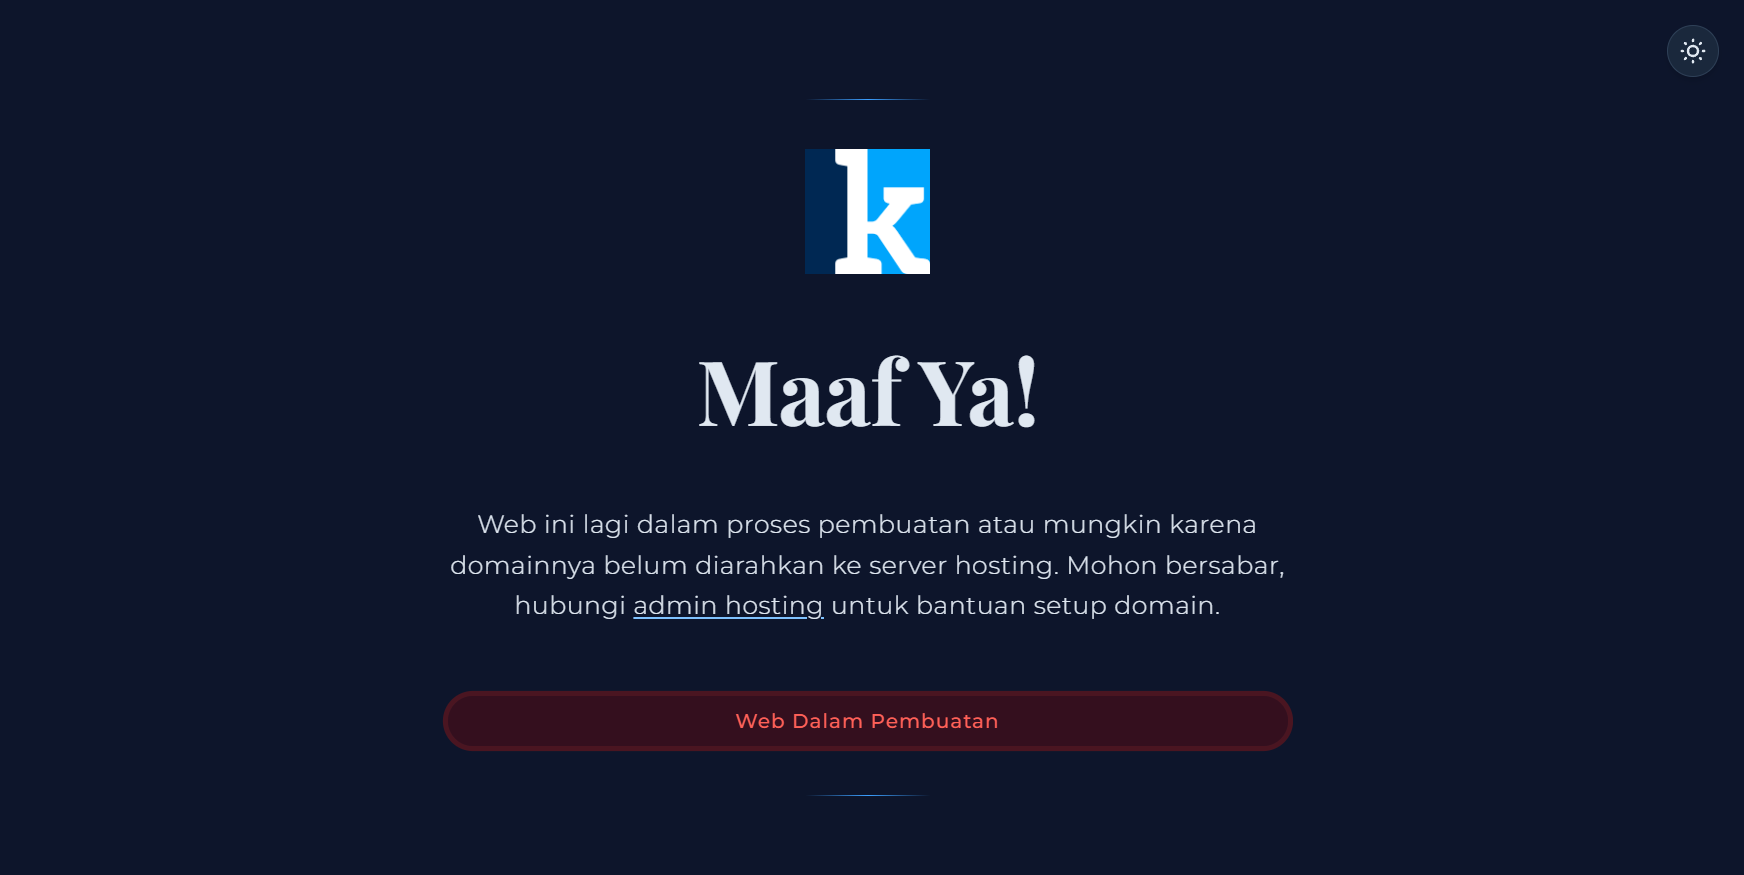 k
Maaf Ya!
Web ini lagi dalam proses pembuatan atau mungkin karena
domainnya belum diarahkan ke server hosting. Mohon bersabar,
hubungi admin hosting untuk bantuan setup domain.
Web Dalam Pembuatan